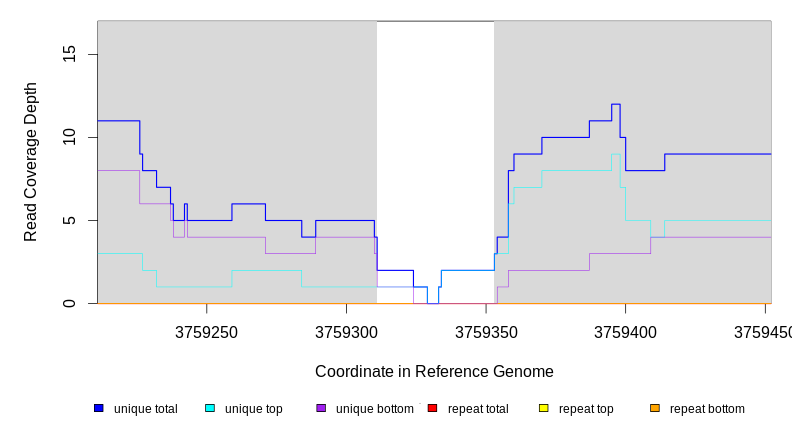 Read Coverage Depth
15
10
5
0
3759250 3759300 3759350 3759400 375945
Coordinate in Reference Genome
unique total unique top unique bottom repeat total repeat top repeat bottom